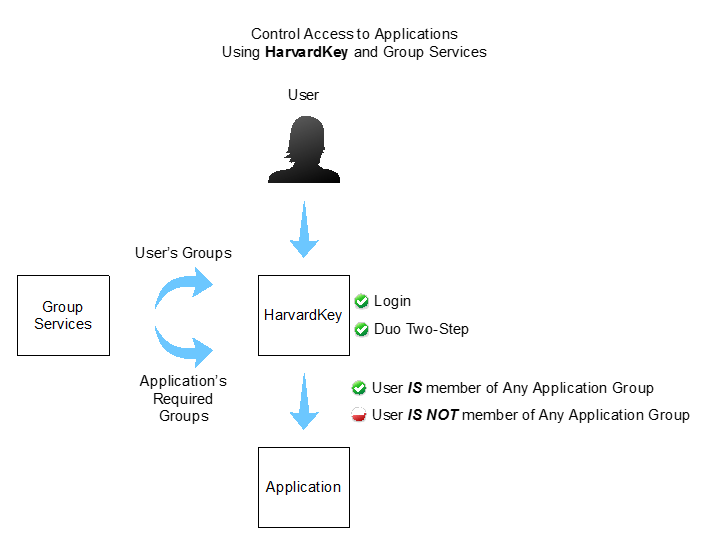 Control Access to Applications
Using HarvardKey and Group Services
User
User's Groups
Group
Services
HarvardKey
Login
Duo Two-Step
Application's
Required
Groups
User IS member of Any Application Group
User IS NOT member of Any Application Group
Application